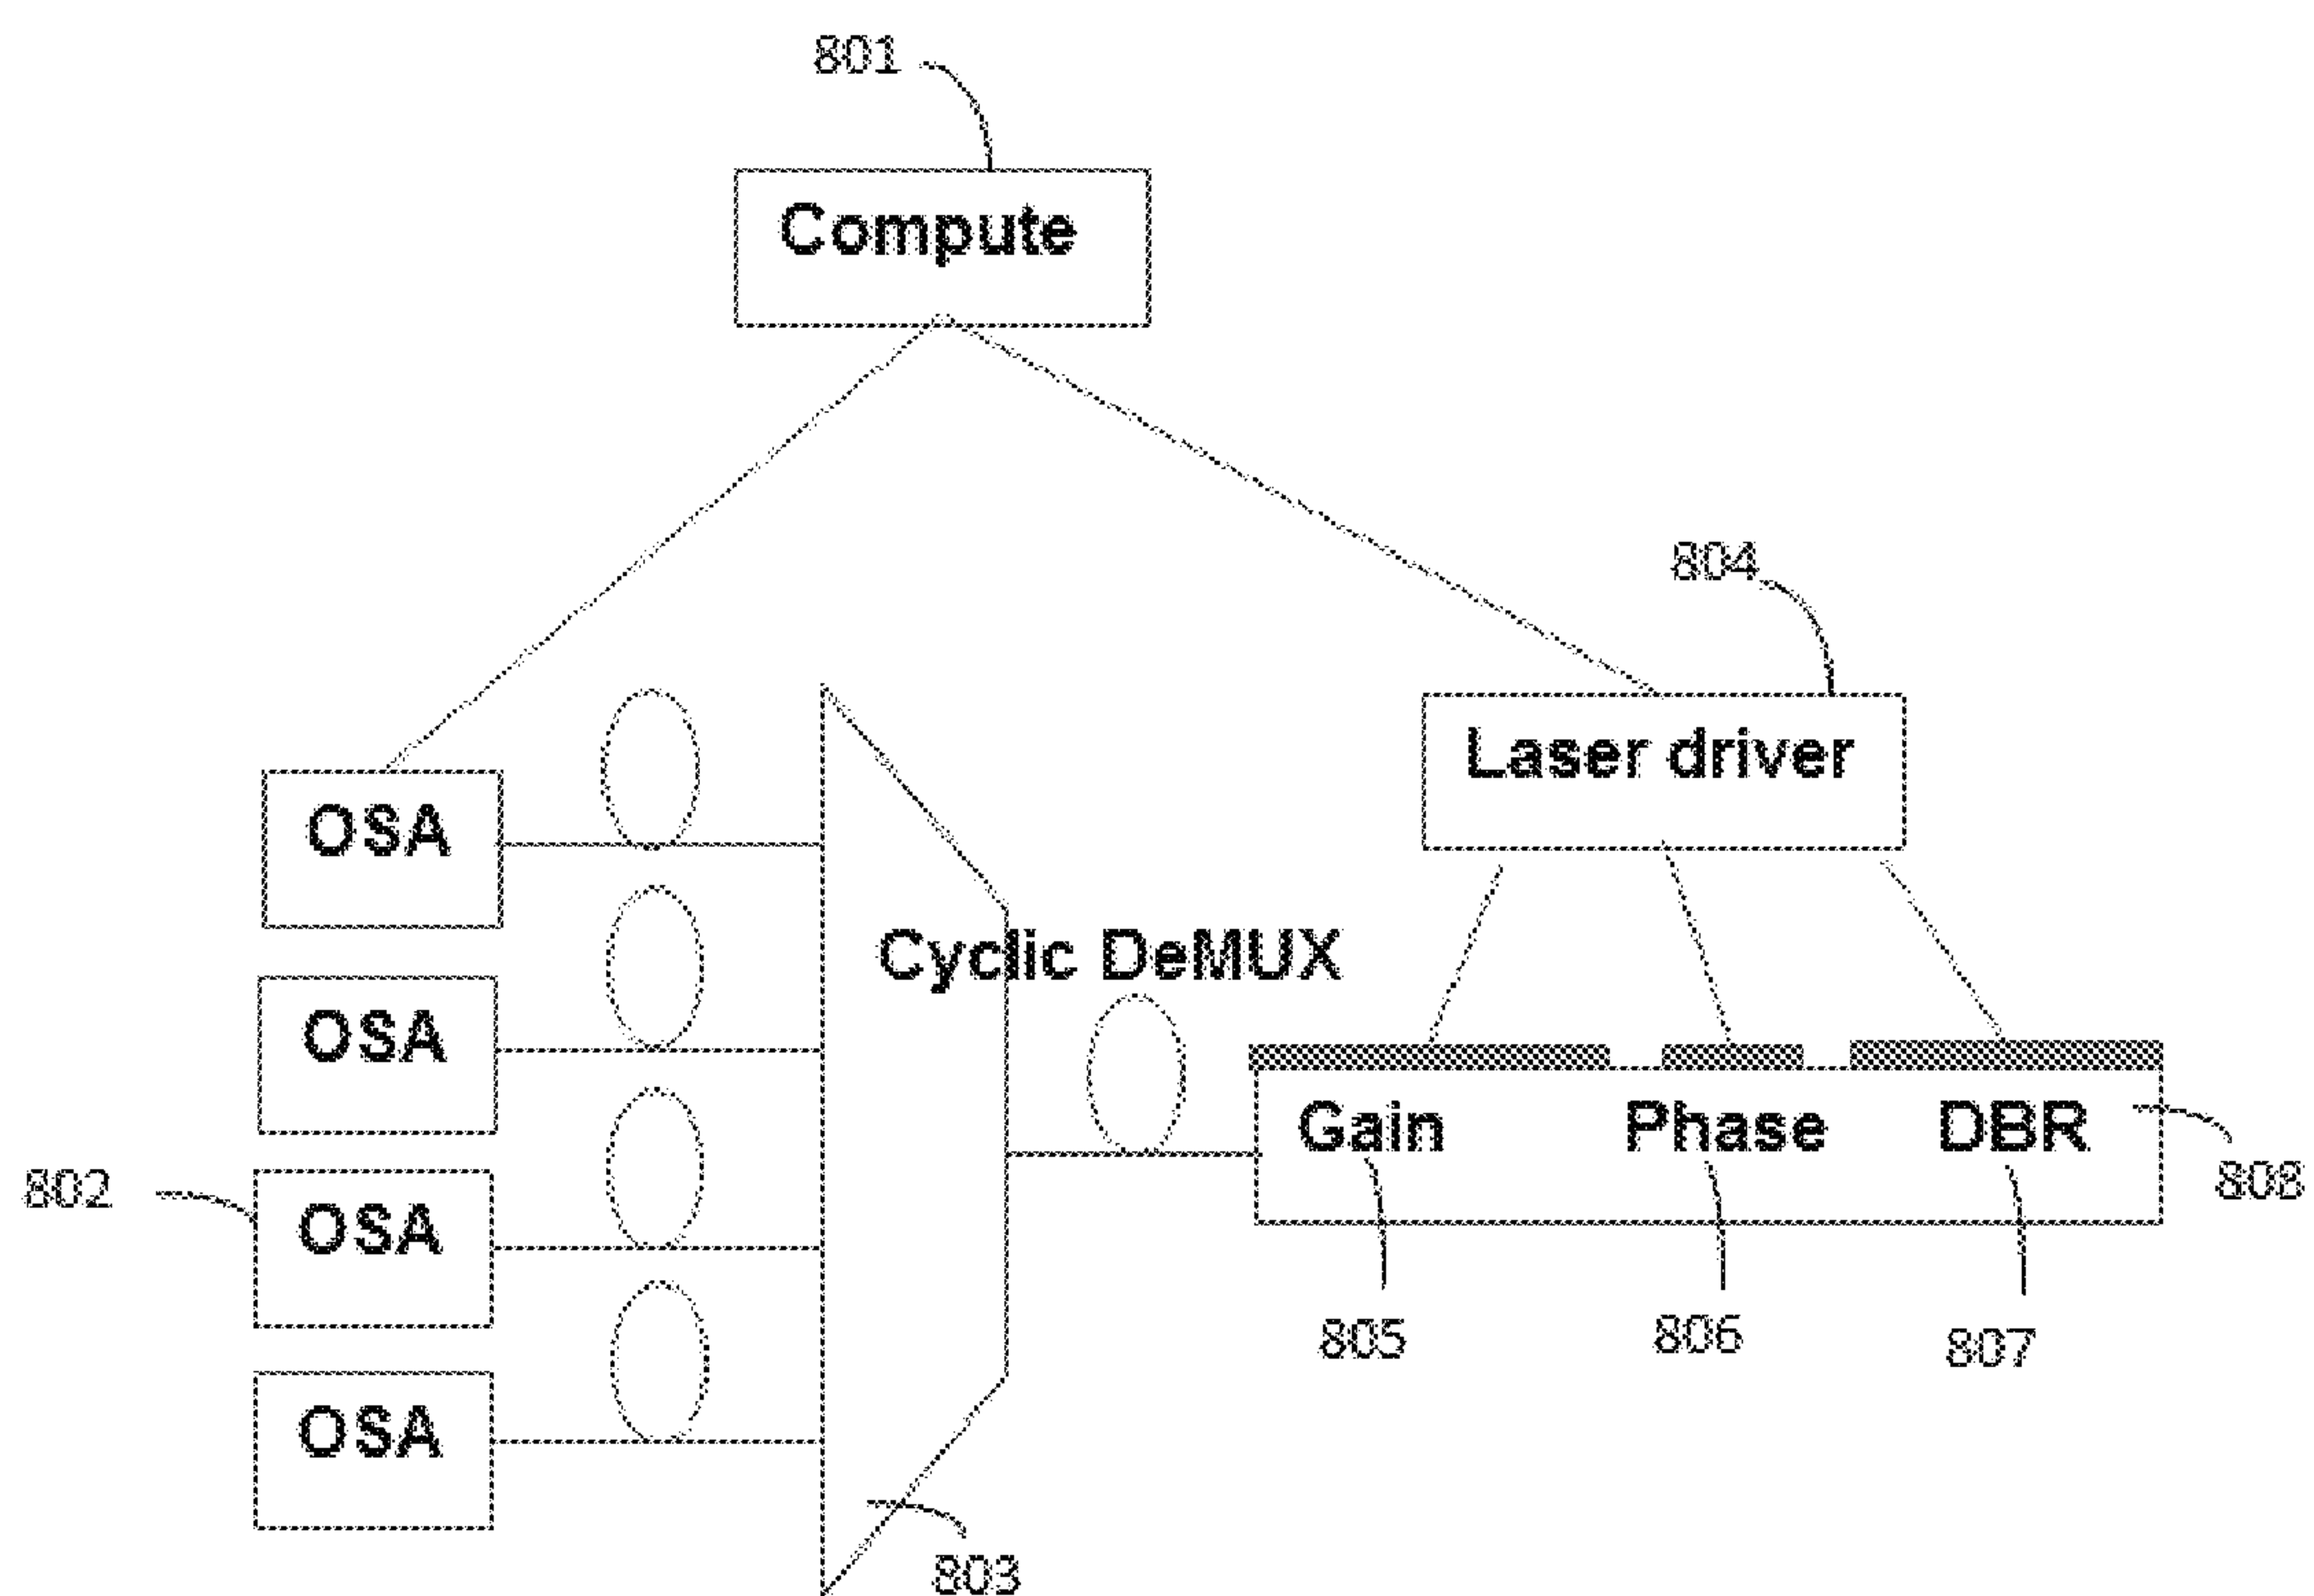 801
Compute
804
Laser driver
OSA
Cyclic DeMUX
OSA
Gain
Phase
DBR
808
802
OSA
805
806
807
OSA
803